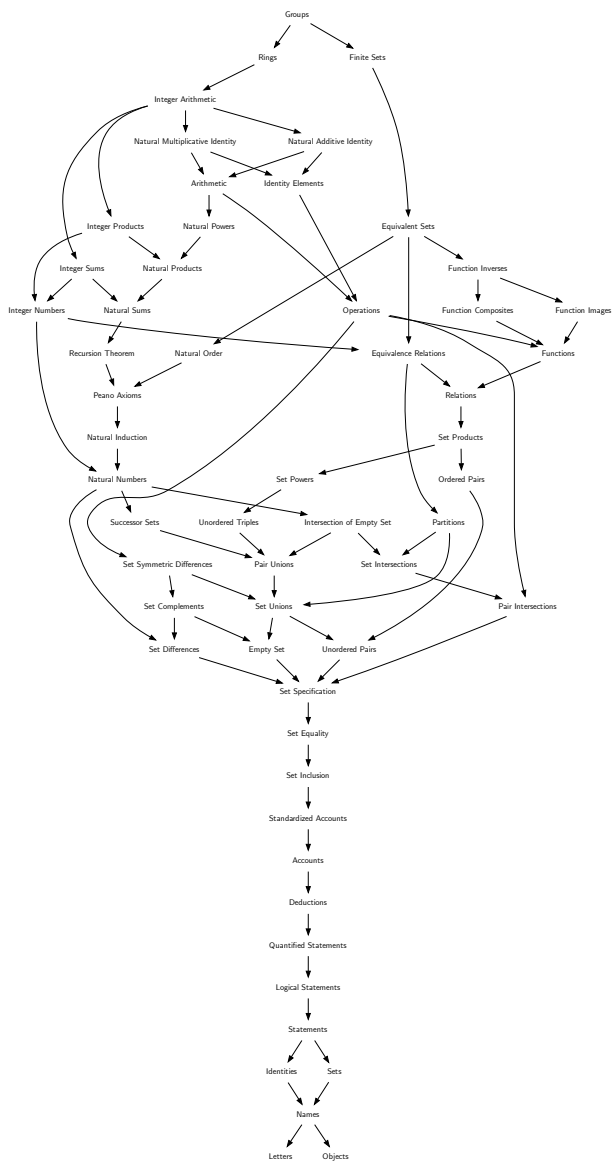 Groups
Rings
Finite Sets
Integer Arithmetic
Natural Multiplicative Identity
Natural Additive Identity
Arithmetic
Identity Elements
Integer Products
Natural Powers
Equivalent Sets
Integer Sums
Natural Products
Function Inverses
Integer Numbers
Natural Sums
Operations
Function Composites
Function Images
Recursion Theorem
Natural Order
Equivalence Relations
Functions
Peano Axioms
Relations
Natural Induction
Set Products
Natural Numbers
Set Powers
Ordered Pairs
Successor Sets
Unordered Triples
Intersection of Empty Set
Partitions
Set Symmetric Differences
Pair Unions
Set Intersections
Set Complements
Set Unions
Pair Intersections
Set Differences
Empty Set
Unordered Pairs
Set Specification
Set Equality
Set Inclusion
Standardized Accounts
Accounts
Deductions
Quantified Statements
Logical Statements
Statements
Identities
Sets
Names
Letters
Objects